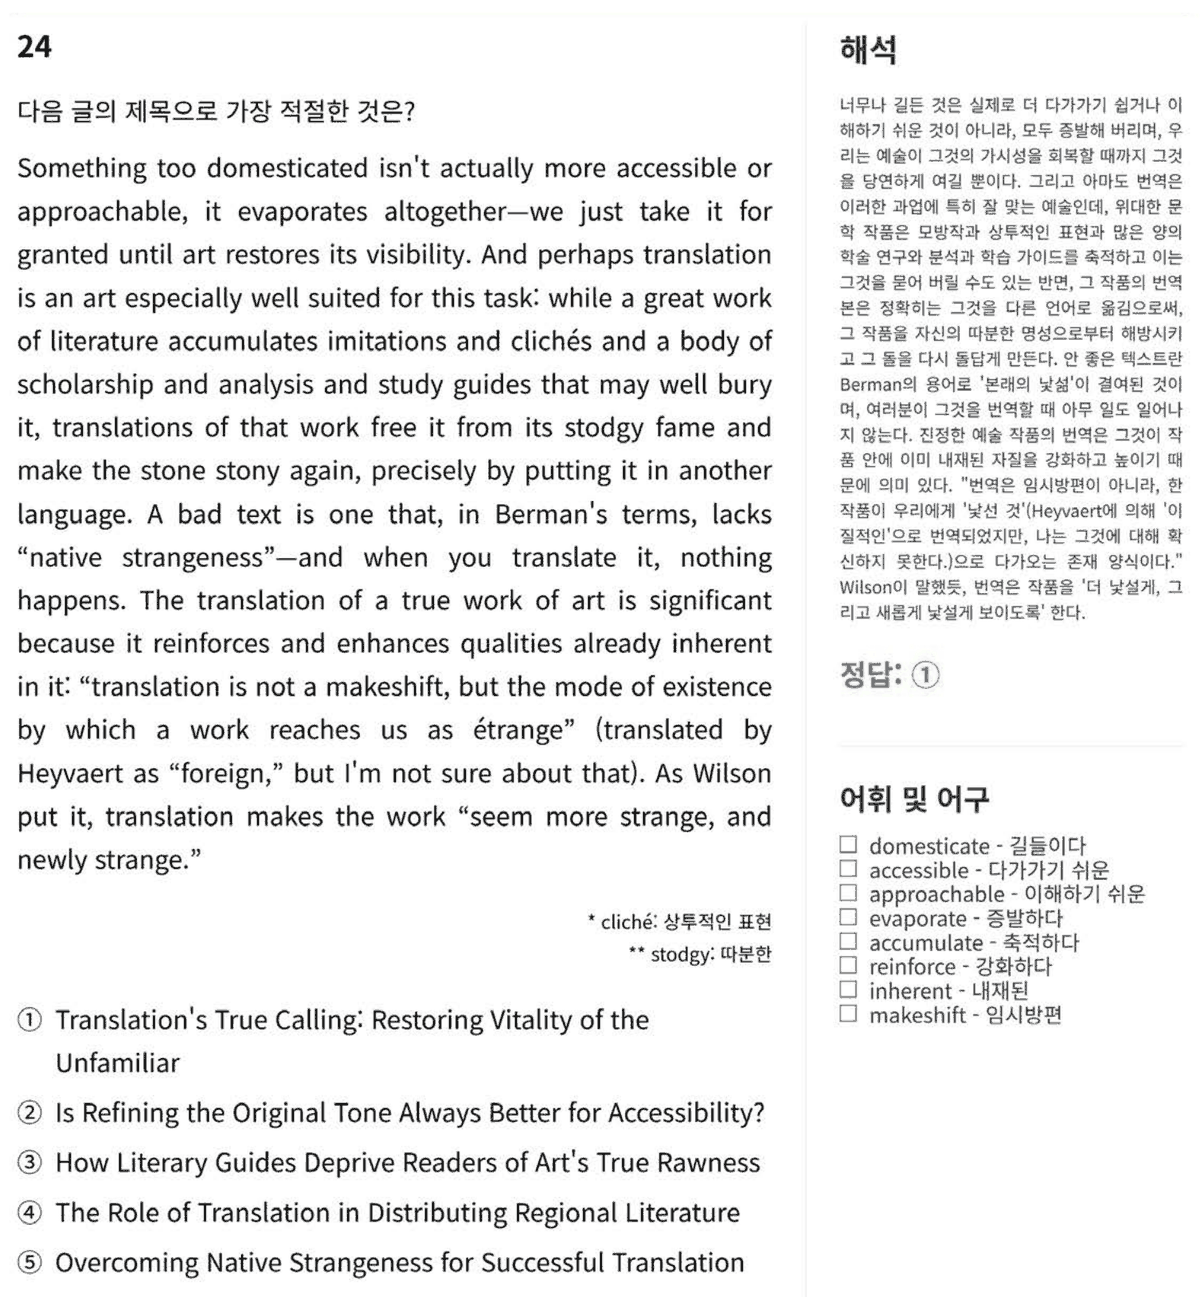 24
다음 글의 제목으로 가장 적절한 것은?
Something too domesticated isn't actually more accessible or
approachable, it evaporates altogether—we just take it for
granted until art restores its visibility. And perhaps translation
is an art especially well suited for this task: while a great work
of literature accumulates imitations and clichés and a body of
scholarship and analysis and study guides that may well bury
it, translations of that work free it from its stodgy fame and
make the stone stony again, precisely by putting it in another
language. A bad text is one that, in Berman's terms, lacks
“native strangeness”—and when you translate it, nothing
happens. The translation of a true work of art is significant
because it reinforces and enhances qualities already inherent
in it: “translation is not a makeshift, but the mode of existence
by which a work reaches us as étrange” (translated by
Heyvaert as “foreign,” but I'm not sure about that). As Wilson
put it, translation makes the work “seem more strange, and
newly strange.”
* cliché: 상투적인 표현
** stodgy: 따분한
① Translation's True Calling: Restoring Vitality of the
Unfamiliar
② Is Refining the Original Tone Always Better for Accessibility?
③ How Literary Guides Deprive Readers of Art's True Rawness
④ The Role of Translation in Distributing Regional Literature
⑤ Overcoming Native Strangeness for Successful Translation
해석
너무나 길든 것은 실제로 더 다가가기 쉽거나 이
해하기 쉬운 것이 아니라, 모두 증발해 버리며, 우
리는 예술이 그것의 가시성을 회복할 때까지 그것
을 당연하게 여길 뿐이다. 그리고 아마도 번역은
이러한 과업에 특히 잘 맞는 예술인데, 위대한 문
학 작품은 모방작과 상투적인 표현과 많은 양의
학술 연구와 분석과 학습 가이드를 축적하고 이는
그것을 묻어 버릴 수도 있는 반면, 그 작품의 번역
본은 정확히는 그것을 다른 언어로 옮김으로써,
그 작품을 자신의 따분한 명성으로부터 해방시키
고 그 돌을 다시 돌답게 만든다. 안 좋은 텍스트란
Berman의 용어로 '본래의 낯섦'이 결여된 것이
며, 여러분이 그것을 번역할 때 아무 일도 일어나
지 않는다. 진정한 예술 작품의 번역은 그것이 작
품 안에 이미 내재된 자질을 강화하고 높이기 때
문에 의미 있다. "번역은 임시방편이 아니라, 한
작품이 우리에게 '낯선 것'(Heyvaert에 의해 '이
질적인'으로 번역되었지만, 나는 그것에 대해 확
신하지 못한다.)으로 다가오는 존재 양식이다."
Wilson이 말했듯, 번역은 작품을 '더 낯설게, 그
리고 새롭게 낯설게 보이도록' 한다.
정답: ①
어휘 및 어구
☐ domesticate - 길들이다
☐ accessible - 다가가기 쉬운
☐ approachable - 이해하기 쉬운
☐ evaporate - 증발하다
☐ accumulate - 축적하다
☐ reinforce - 강화하다
☐ inherent - 내재된
☐ makeshift - 임시방편